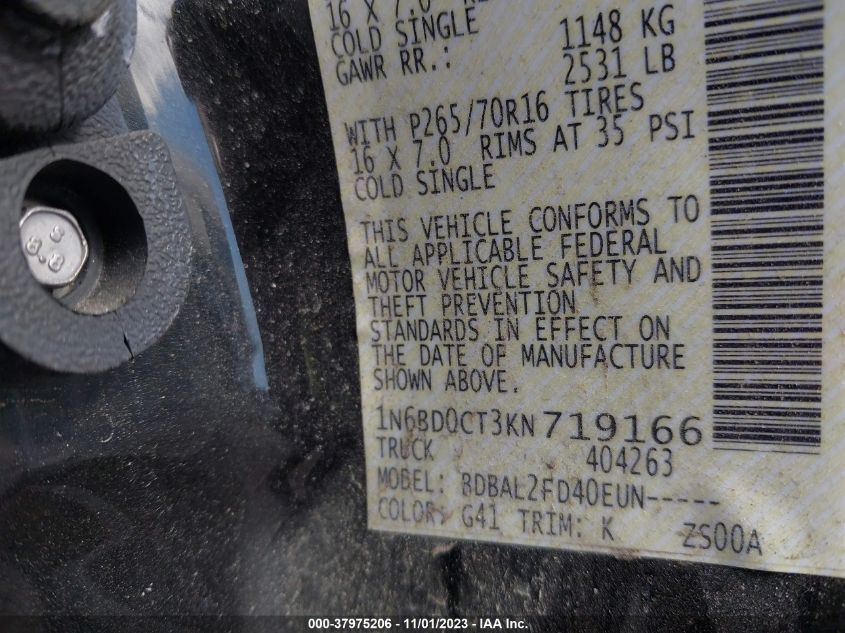 16 X 7.0
COLD SINGLE 1148 KG
GAWR RR.: 2531 LB
WITH P265/70R16 TIRES
16 X 7.0 RIMS AT 35 PSI
COLD SINGLE
THIS VEHICLE CONFORMS TO
ALL APPLICABLE FEDERAL
MOTOR VEHICLE SAFETY AND
THEFT PREVENTION
STANDARDS IN EFFECT ON
THE DATE OF MANUFACTURE
SHOWN ABOVE.
1N6BD0CT3KN719166
TRUCK 404263
MODEL: BDBAL2FD40EUN-----
COLOR: G41 TRIM: K ZS00A
8.8
000-37975206 - 11/01/2023 - IAA Inc.